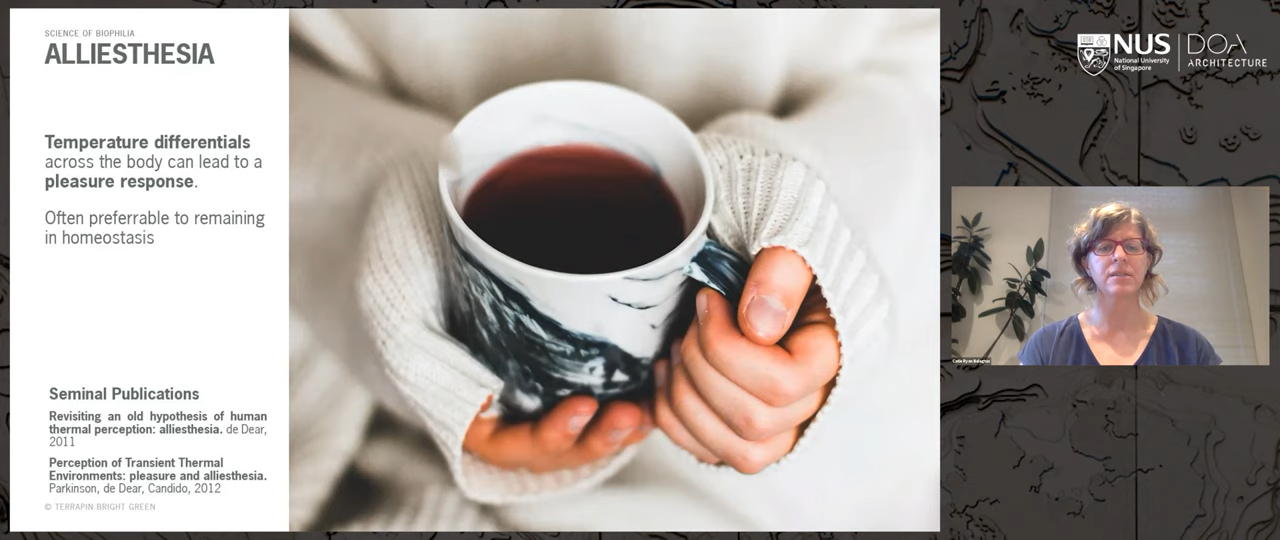 SCIENCE OF BIOPHILIA
ALLIESTHESIA
Temperature differentials
across the body can lead to a
pleasure response.
Often preferrable to remaining
in homeostasis
Seminal Publications
Revisiting an old hypothesis of human
thermal perception: alliesthesia. de Dear,
2011
Perception of Transient Thermal
Environments: pleasure and alliesthesia.
Parkinson, de Dear, Candido, 2012
© TERRAPIN BRIGHT GREEN
NUS
National University
of Singapore
DOA
ARCHITECTURE